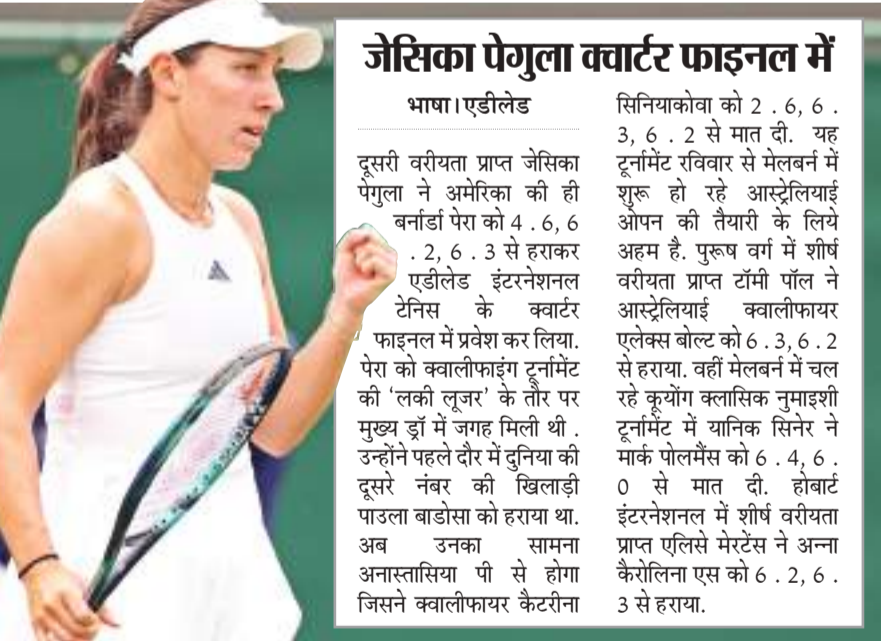 जेसिका पेगुला क्वार्टर फाइनल में
भाषा।एडीलेड
दूसरी वरीयता प्राप्त जेसिका
पेगुला ने अमेरिका की ही
बर्नार्डा पेरा को 4 . 6, 6
. 2, 6 . 3 से हराकर
एडीलेड इंटरनेशनल
टेनिस के क्वार्टर
फाइनल में प्रवेश कर लिया.
पेरा को क्वालीफाइंग टूर्नामेंट
की ‘लकी लूजर’ के तौर पर
मुख्य ड्रॉ में जगह मिली थी .
उन्होंने पहले दौर में दुनिया की
दूसरे नंबर की खिलाड़ी
पाउला बाडोसा को हराया था.
अब उनका सामना
अनास्तासिया पी से होगा
जिसने क्वालीफायर कैटरीना
सिनियाकोवा को 2 . 6, 6 .
3, 6 . 2 से मात दी. यह
टूर्नामेंट रविवार से मेलबर्न में
शुरू हो रहे आस्ट्रेलियाई
ओपन की तैयारी के लिये
अहम है. पुरूष वर्ग में शीर्ष
वरीयता प्राप्त टॉमी पॉल ने
आस्ट्रेलियाई क्वालीफायर
एलेक्स बोल्ट को 6 . 3, 6 . 2
से हराया. वहीं मेलबर्न में चल
रहे कूयोंग क्लासिक नुमाइशी
टूर्नामेंट में यानिक सिनेर ने
मार्क पोलमैंस को 6 . 4, 6 .
0 से मात दी. होबार्ट
इंटरनेशनल में शीर्ष वरीयता
प्राप्त एलिसे मेरटेंस ने अन्ना
कैरोलिना एस को 6 . 2, 6 .
3 से हराया.